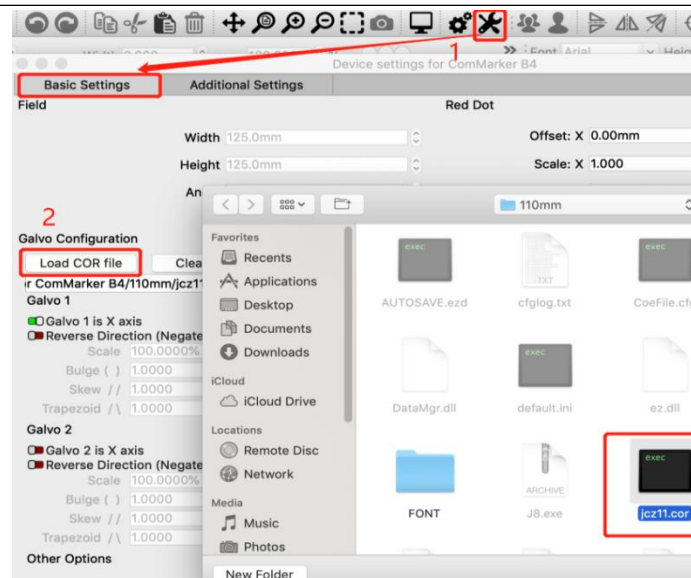 1
Width
Font Arial
Device settings for ComMarker B4
Basic Settings
Additional Settings
Field
Red Dot
Width 125.0mm
Offset: X 0.00mm
Height 125.0mm
Scale: X 1.000
An
110mm
2
Galvo Configuration
Load COR file
Clea
r ComMarker B4/110mm/jcz11
Galvo 1
Galvo 1 is X axis
Reverse Direction (Negate
Scale 100.0000%
Bulge ( ) 1.0000
Skew // 1.0000
Trapezoid /\ 1.0000
Galvo 2
Galvo 2 is X axis
Reverse Direction (Negate
Scale 100.0000%
Bulge ( ) 1.0000
Skew // 1.0000
Trapezoid /\ 1.0000
Other Options
Favorites
Recents
Applications
Desktop
Documents
Downloads
iCloud
iCloud Drive
Locations
Remote Disc
Network
Media
Music
Photos
New Folder
exec
AUTOSAVE.ezd
TXT
cfglog.txt
exec
CoeFile.cf
DataMgr.dll
exec
default.ini
ez.dll
FONT
ARCHIVE
J8.exe
exec
jcz11.cor